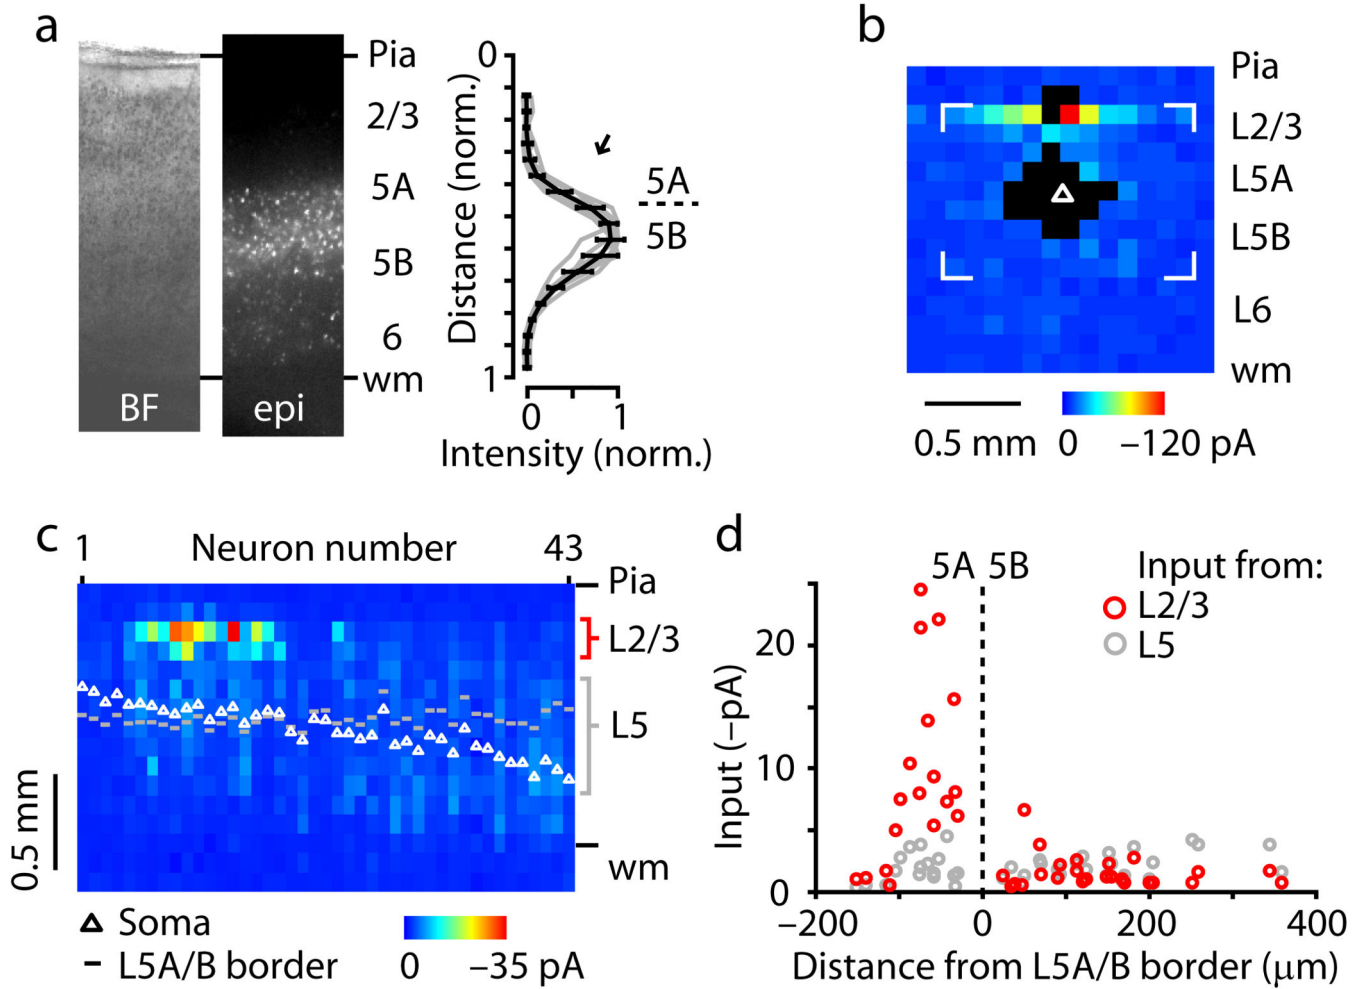 a
Pia
2/3
5A
5B
6
wm
BF
epi
Distance (norm.)
0
1
5A
5B
0
1
Intensity (norm.)
b
Pia
L2/3
L5A
L5B
L6
wm
0.5 mm
0
−120 pA
c
1
Neuron number
43
Pia
L2/3
L5
wm
0.5 mm
Soma
L5A/B border
0
−35 pA
d
5A
5B
Input from:
L2/3
L5
Input (−pA)
20
10
0
−200
0
200
400
Distance from L5A/B border (μm)